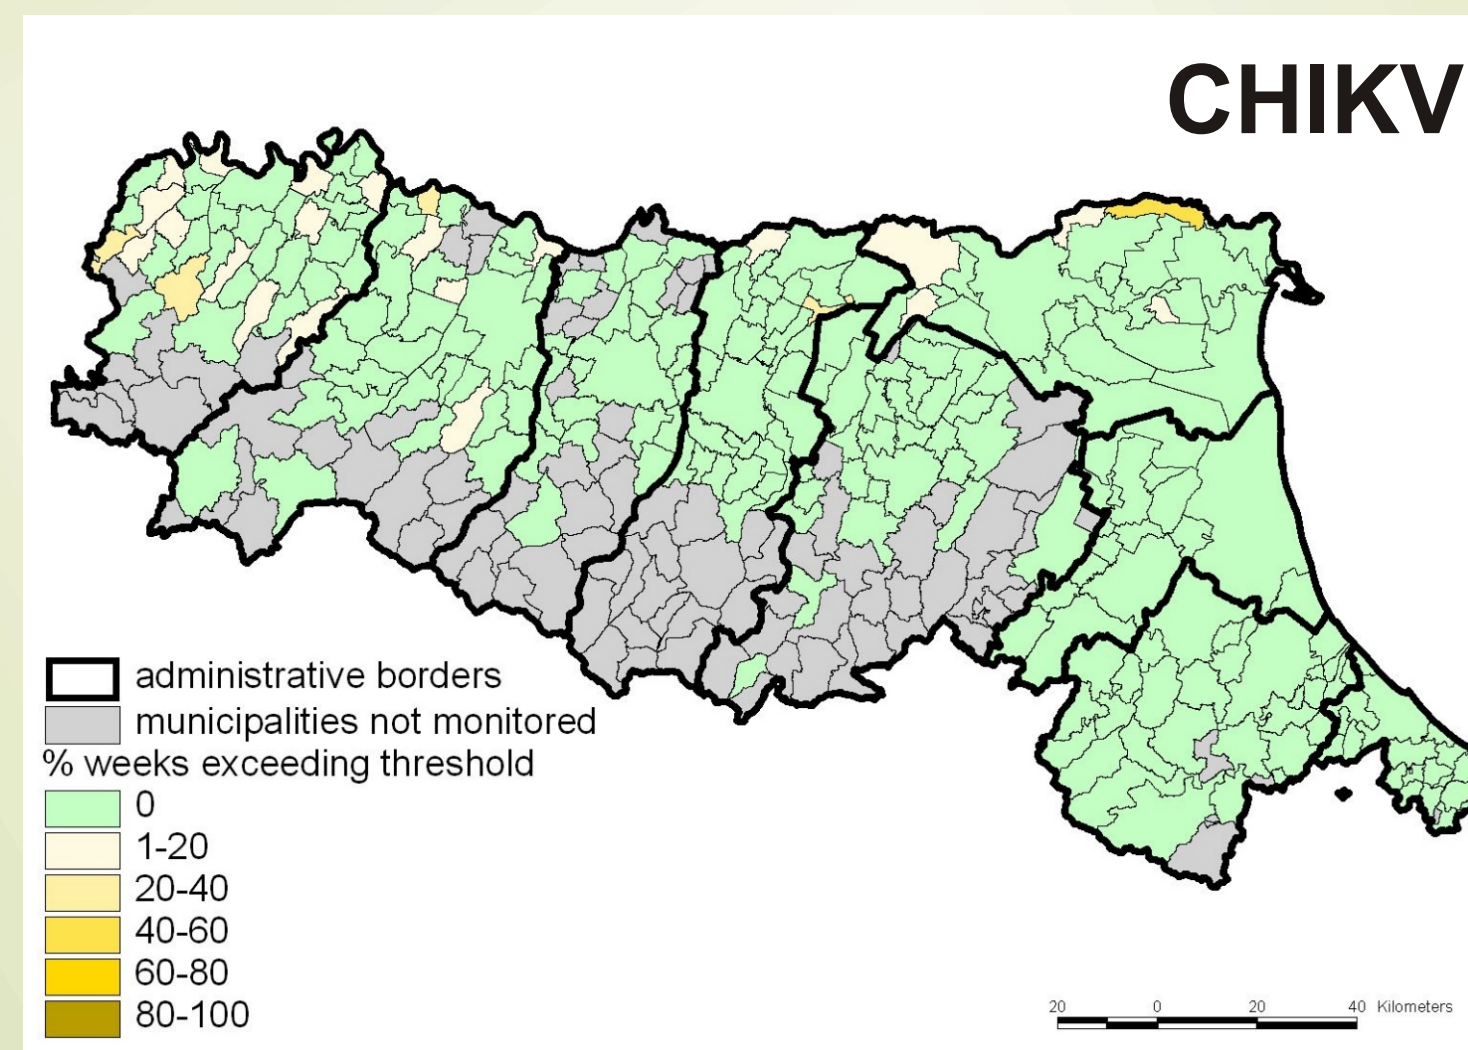 CHIKV
administrative borders
municipalities not monitored
% weeks exceeding threshold
0
1-20
20-40
40-60
60-80
80-100
20 0 20 40 Kilometers